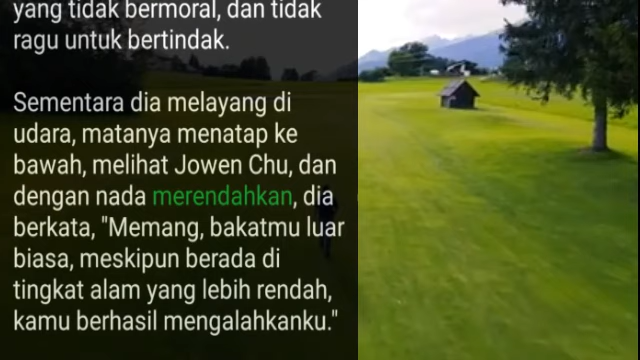 yang tidak bermoral, dan tidak
ragu untuk bertindak.
Sementara dia melayang di
udara, matanya menatap ke
bawah, melihat Jowen Chu, dan
dengan nada merendahkan, dia
berkata, "Memang, bakatmu luar
biasa, meskipun berada di
tingkat alam yang lebih rendah,
kamu berhasil mengalahkanku."